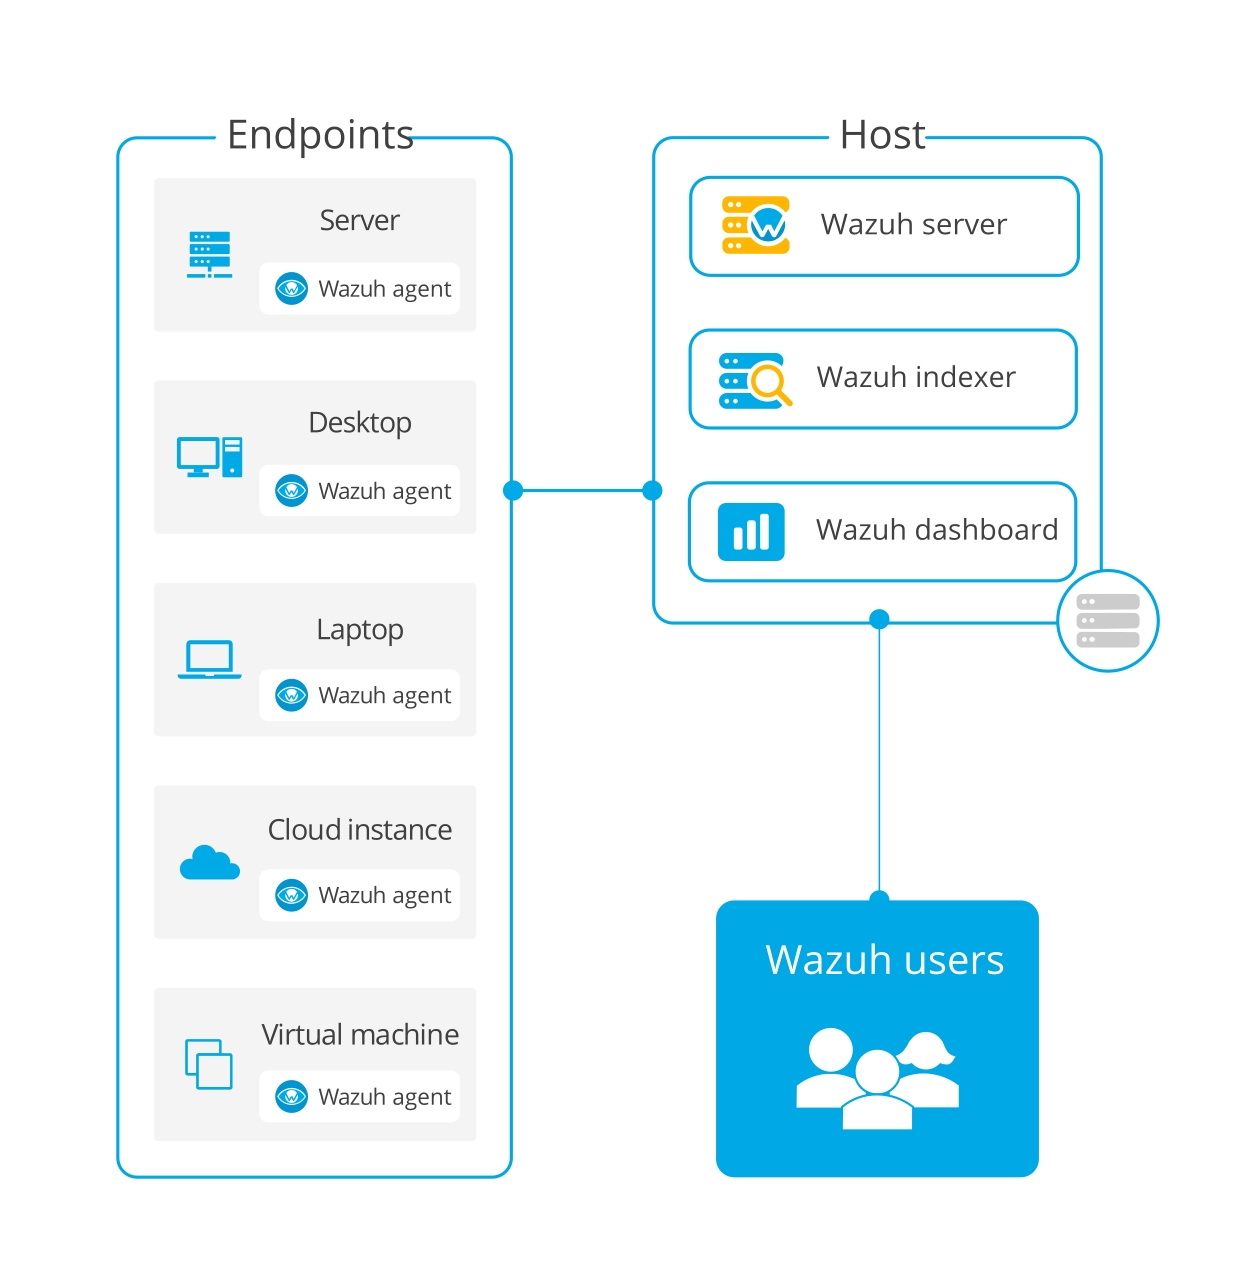 Endpoints
Server
Wazuh agent
Desktop
Wazuh agent
Laptop
Wazuh agent
Cloud instance
Wazuh agent
Virtual machine
Wazuh agent
Host
Wazuh server
Wazuh indexer
Wazuh dashboard
Wazuh users